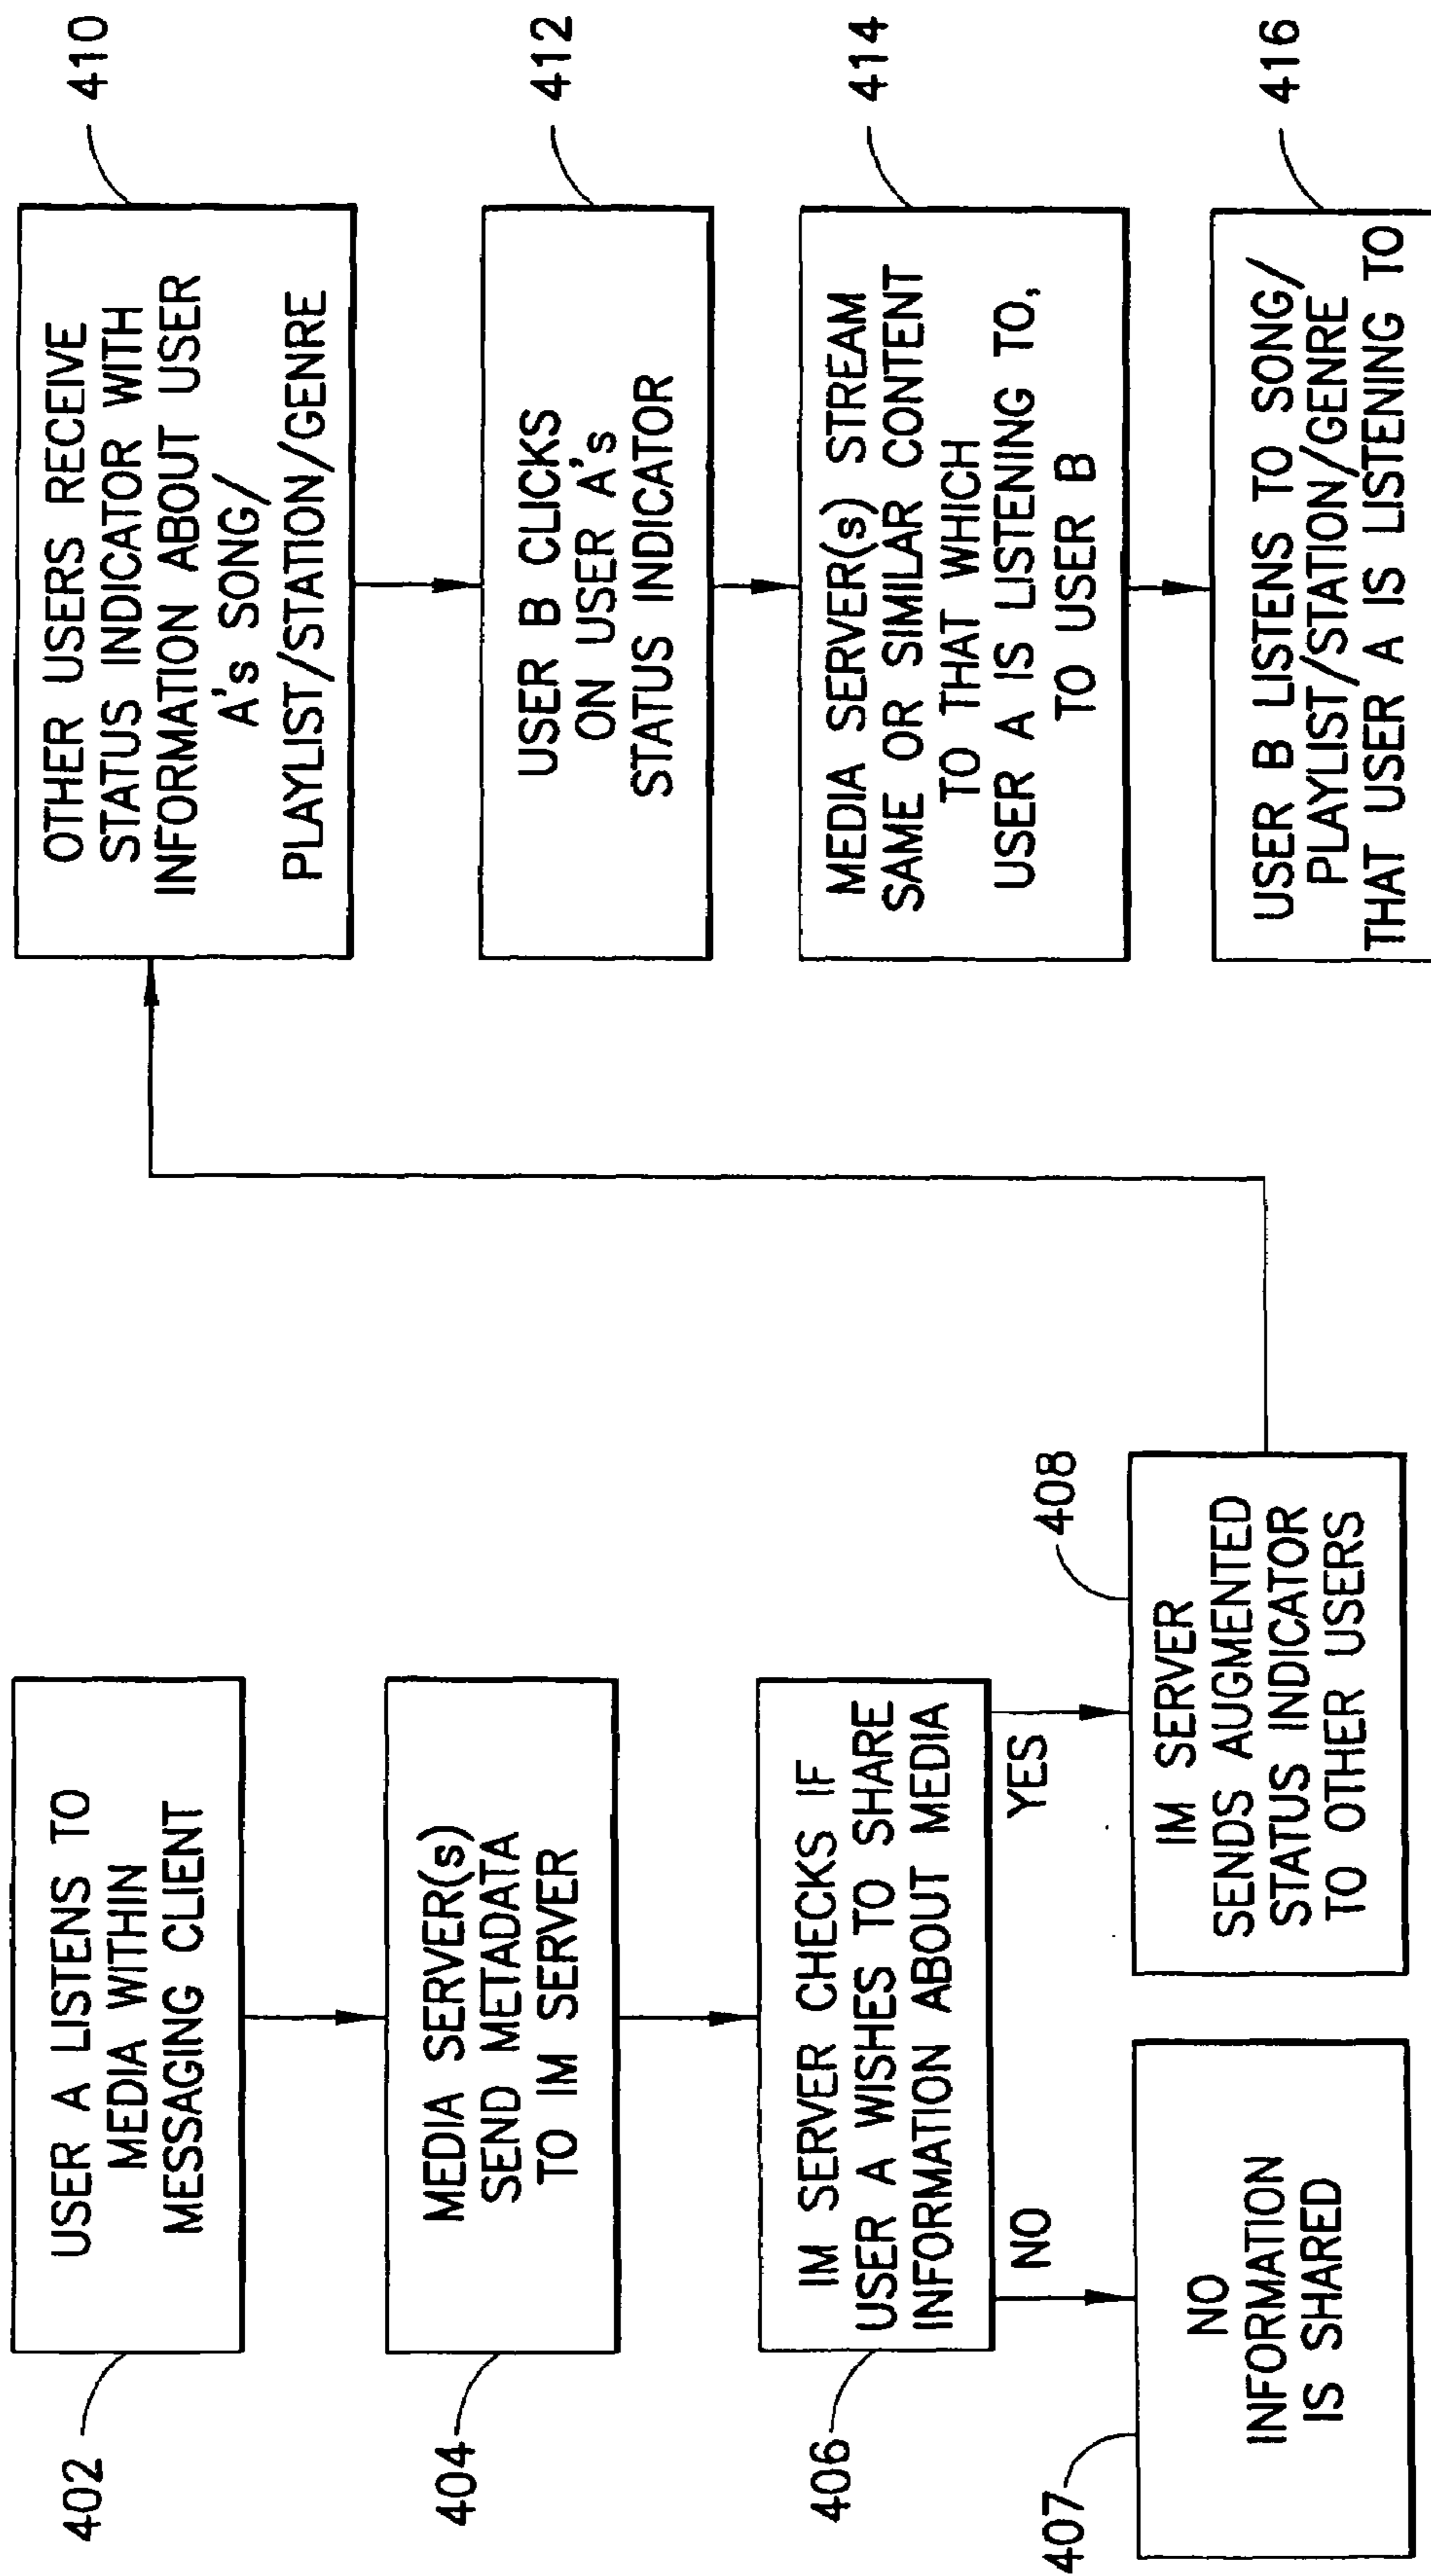 402
USER A LISTENS TO
MEDIA WITHIN
MESSAGING CLIENT
404
MEDIA SERVER(s)
SEND METADATA
TO IM SERVER
406
IM SERVER CHECKS IF
USER A WISHES TO SHARE
INFORMATION ABOUT MEDIA
NO
YES
407
NO
INFORMATION
IS SHARED
408
IM SERVER
SENDS AUGMENTED
STATUS INDICATOR
TO OTHER USERS
410
OTHER USERS RECEIVE
STATUS INDICATOR WITH
INFORMATION ABOUT USER
A's SONG/
PLAYLIST/STATION/GENRE
412
USER B CLICKS
ON USER A's
STATUS INDICATOR
414
MEDIA SERVER(s) STREAM
SAME OR SIMILAR CONTENT
TO THAT WHICH
USER A IS LISTENING TO,
TO USER B
416
USER B LISTENS TO SONG/
PLAYLIST/STATION/GENRE
THAT USER A IS LISTENING TO